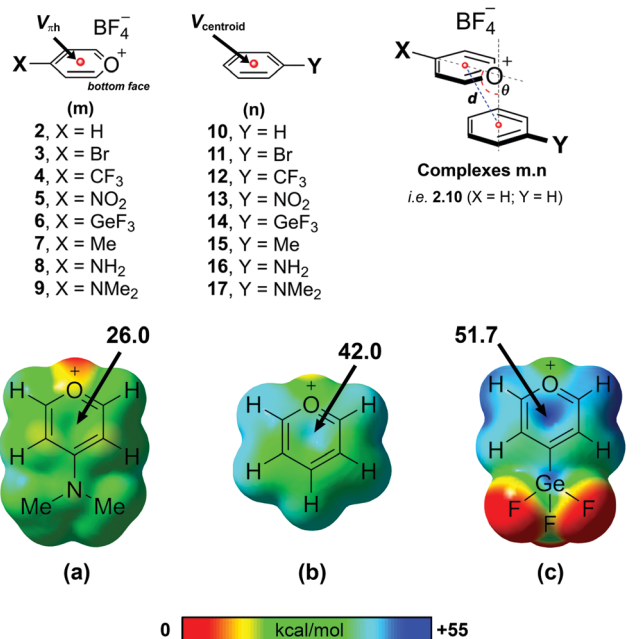 Vπh
BF4−
X
O+
bottom face
(m)
2, X = H
3, X = Br
4, X = CF3
5, X = NO2
6, X = GeF3
7, X = Me
8, X = NH2
9, X = NMe2
Vcentroid
Y
(n)
10, Y = H
11, Y = Br
12, Y = CF3
13, Y = NO2
14, Y = GeF3
15, Y = Me
16, Y = NH2
17, Y = NMe2
BF4−
X
O+
d
θ
Y
Complexes m.n
i.e. 2.10 (X = H; Y = H)
26.0
+
H O H
H H
N
Me Me
(a)
42.0
+
H O H
H H
H
(b)
51.7
+
H O H
H H
Ge
F F F
(c)
0 kcal/mol +55